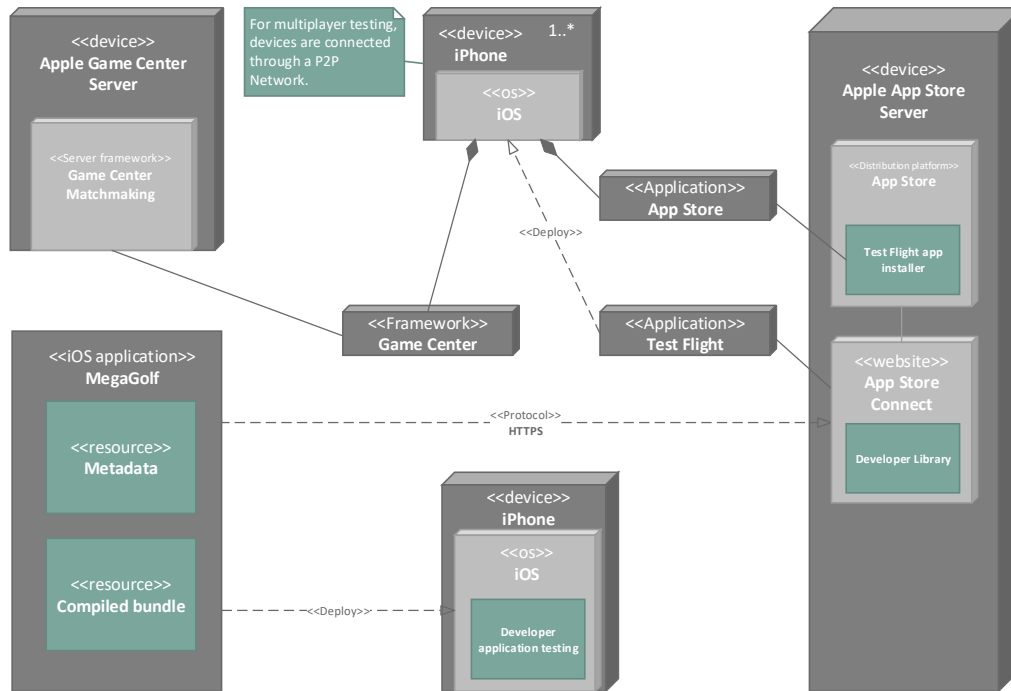 <<device>>
Apple Game Center
Server
<<Server framework>>
Game Center
Matchmaking
For multiplayer testing,
devices are connected
through a P2P
Network.
<<device>>
1..*
iPhone
<<os>>
iOS
<<device>>
Apple App Store
Server
<<Distribution platform>>
App Store
Test Flight app
installer
<<Application>>
App Store
<<Deploy>>
<<Framework>>
Game Center
<<Application>>
Test Flight
<<website>>
App Store
Connect
Developer Library
<<iOS application>>
MegaGolf
<<resource>>
Metadata
<<resource>>
Compiled bundle
<<Protocol>>
HTTPS
<<Deploy>>
<<device>>
iPhone
<<os>>
iOS
Developer
application testing